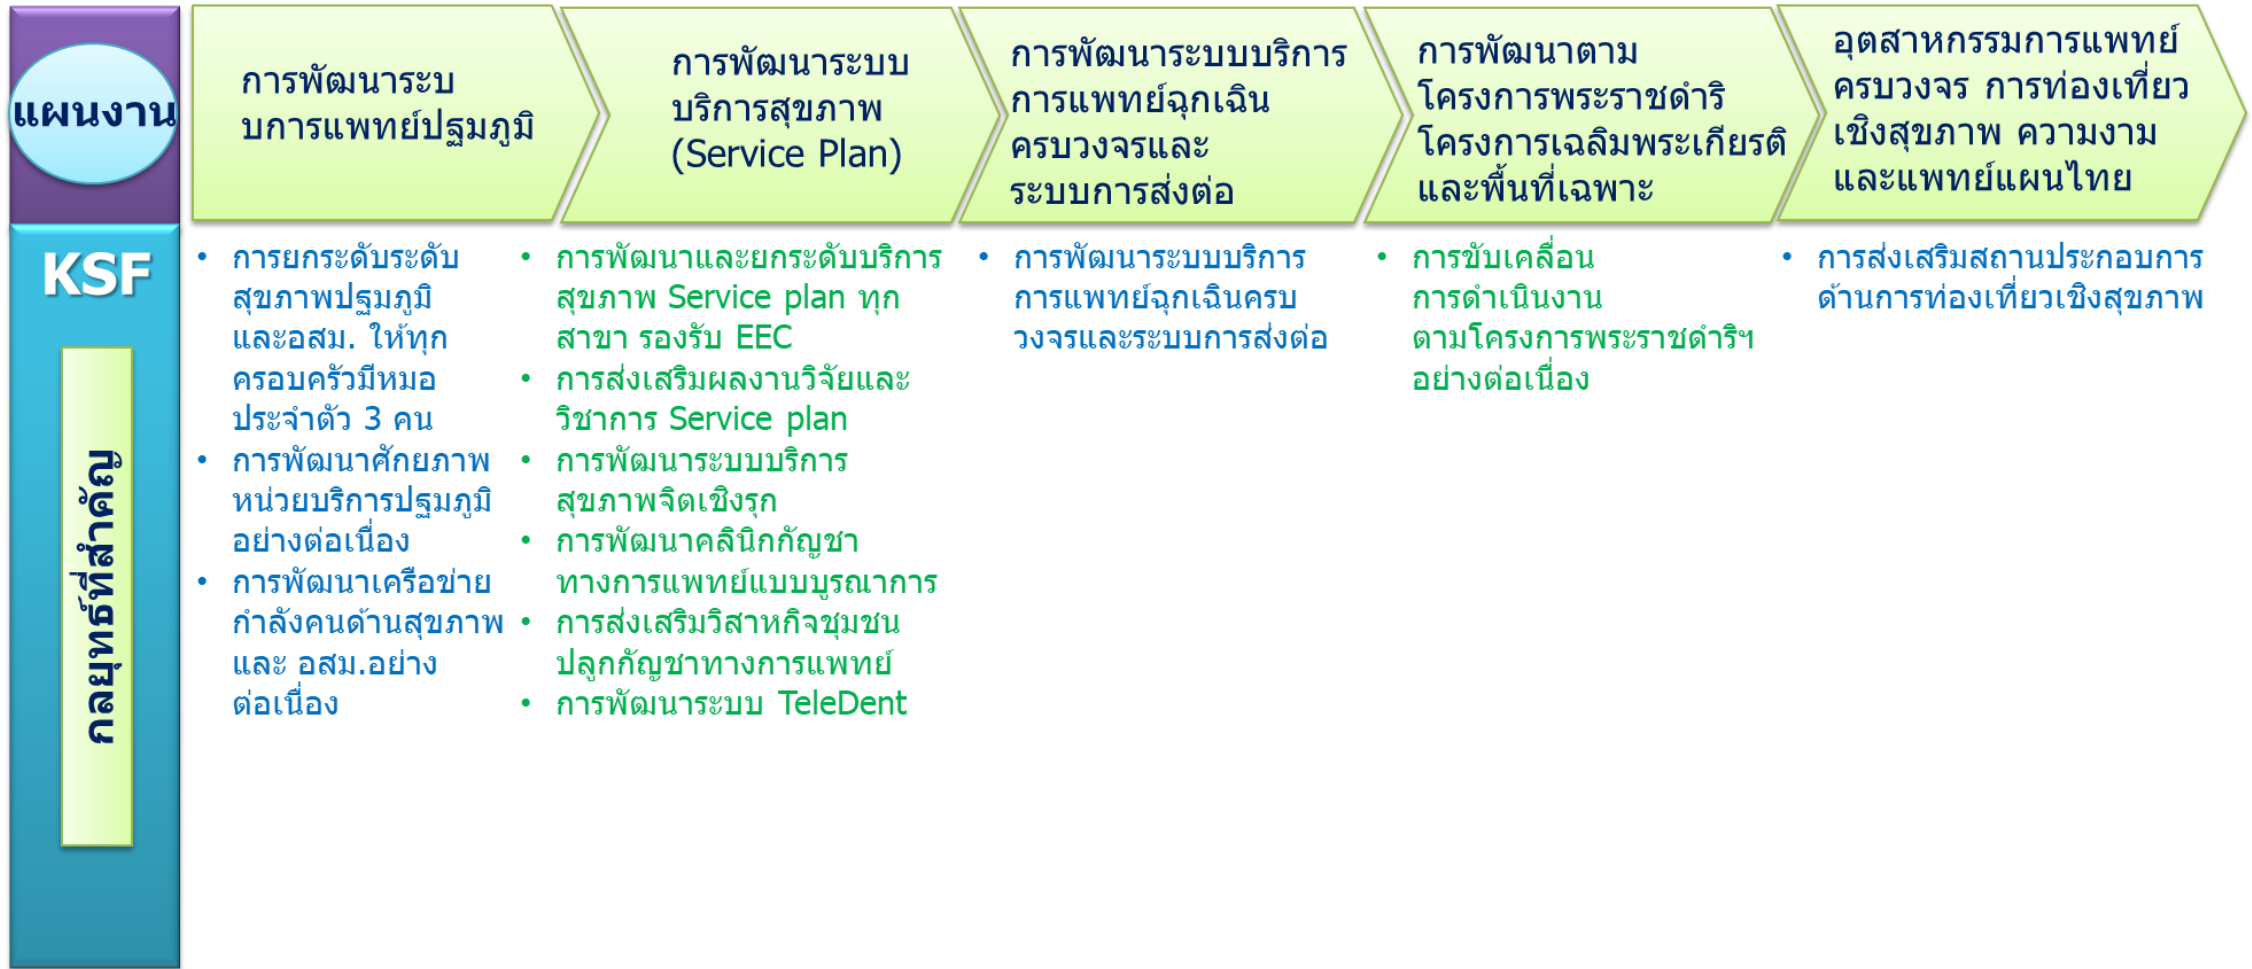 แผนงาน
การพัฒนาระบ
บการแพทย์ปฐมภูมิ
การพัฒนาระบบ
บริการสุขภาพ
(Service Plan)
การพัฒนาระบบบริการ
การแพทย์ฉุกเฉิน
ครบวงจรและ
ระบบการส่งต่อ
การพัฒนาตาม
โครงการพระราชดำริ
โครงการเฉลิมพระเกียรติ
และพื้นที่เฉพาะ
อุตสาหกรรมการแพทย์
ครบวงจร การท่องเที่ยว
เชิงสุขภาพ ความงาม
และแพทย์แผนไทย
KSF
กลยุทธ์ที่สำคัญ
• การยกระดับระดับ
สุขภาพปฐมภูมิ
และอสม. ให้ทุก
ครอบครัวมีหมอ
ประจำตัว 3 คน
• การพัฒนาศักยภาพ
หน่วยบริการปฐมภูมิ
อย่างต่อเนื่อง
• การพัฒนาเครือข่าย
กำลังคนด้านสุขภาพ
และ อสม.อย่าง
ต่อเนื่อง
• การพัฒนาและยกระดับบริการ
สุขภาพ Service plan ทุก
สาขา รองรับ EEC
• การส่งเสริมผลงานวิจัยและ
วิชาการ Service plan
• การพัฒนาระบบบริการ
สุขภาพจิตเชิงรุก
• การพัฒนาคลินิกกัญชา
ทางการแพทย์แบบบูรณาการ
• การส่งเสริมวิสาหกิจชุมชน
ปลูกกัญชาทางการแพทย์
• การพัฒนาระบบ TeleDent
• การพัฒนาระบบบริการ
การแพทย์ฉุกเฉินครบ
วงจรและระบบการส่งต่อ
• การขับเคลื่อน
การดำเนินงาน
ตามโครงการพระราชดำริฯ
อย่างต่อเนื่อง
• การส่งเสริมสถานประกอบการ
ด้านการท่องเที่ยวเชิงสุขภาพ